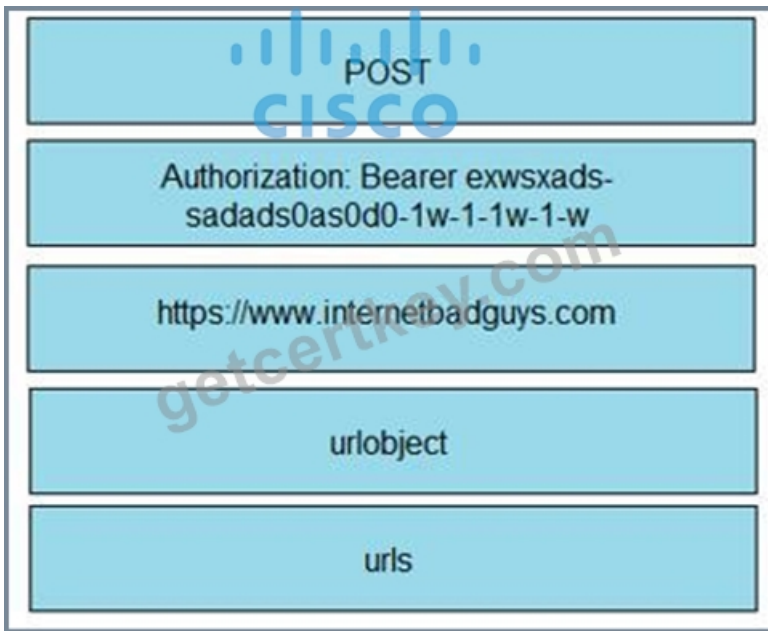 POST
CISCO
Authorization: Bearer exwsxads-
sadads0as0d0-1w-1-1w-1-w
https://www.internetbadguys.com
getcertkey.com
urlobject
urls